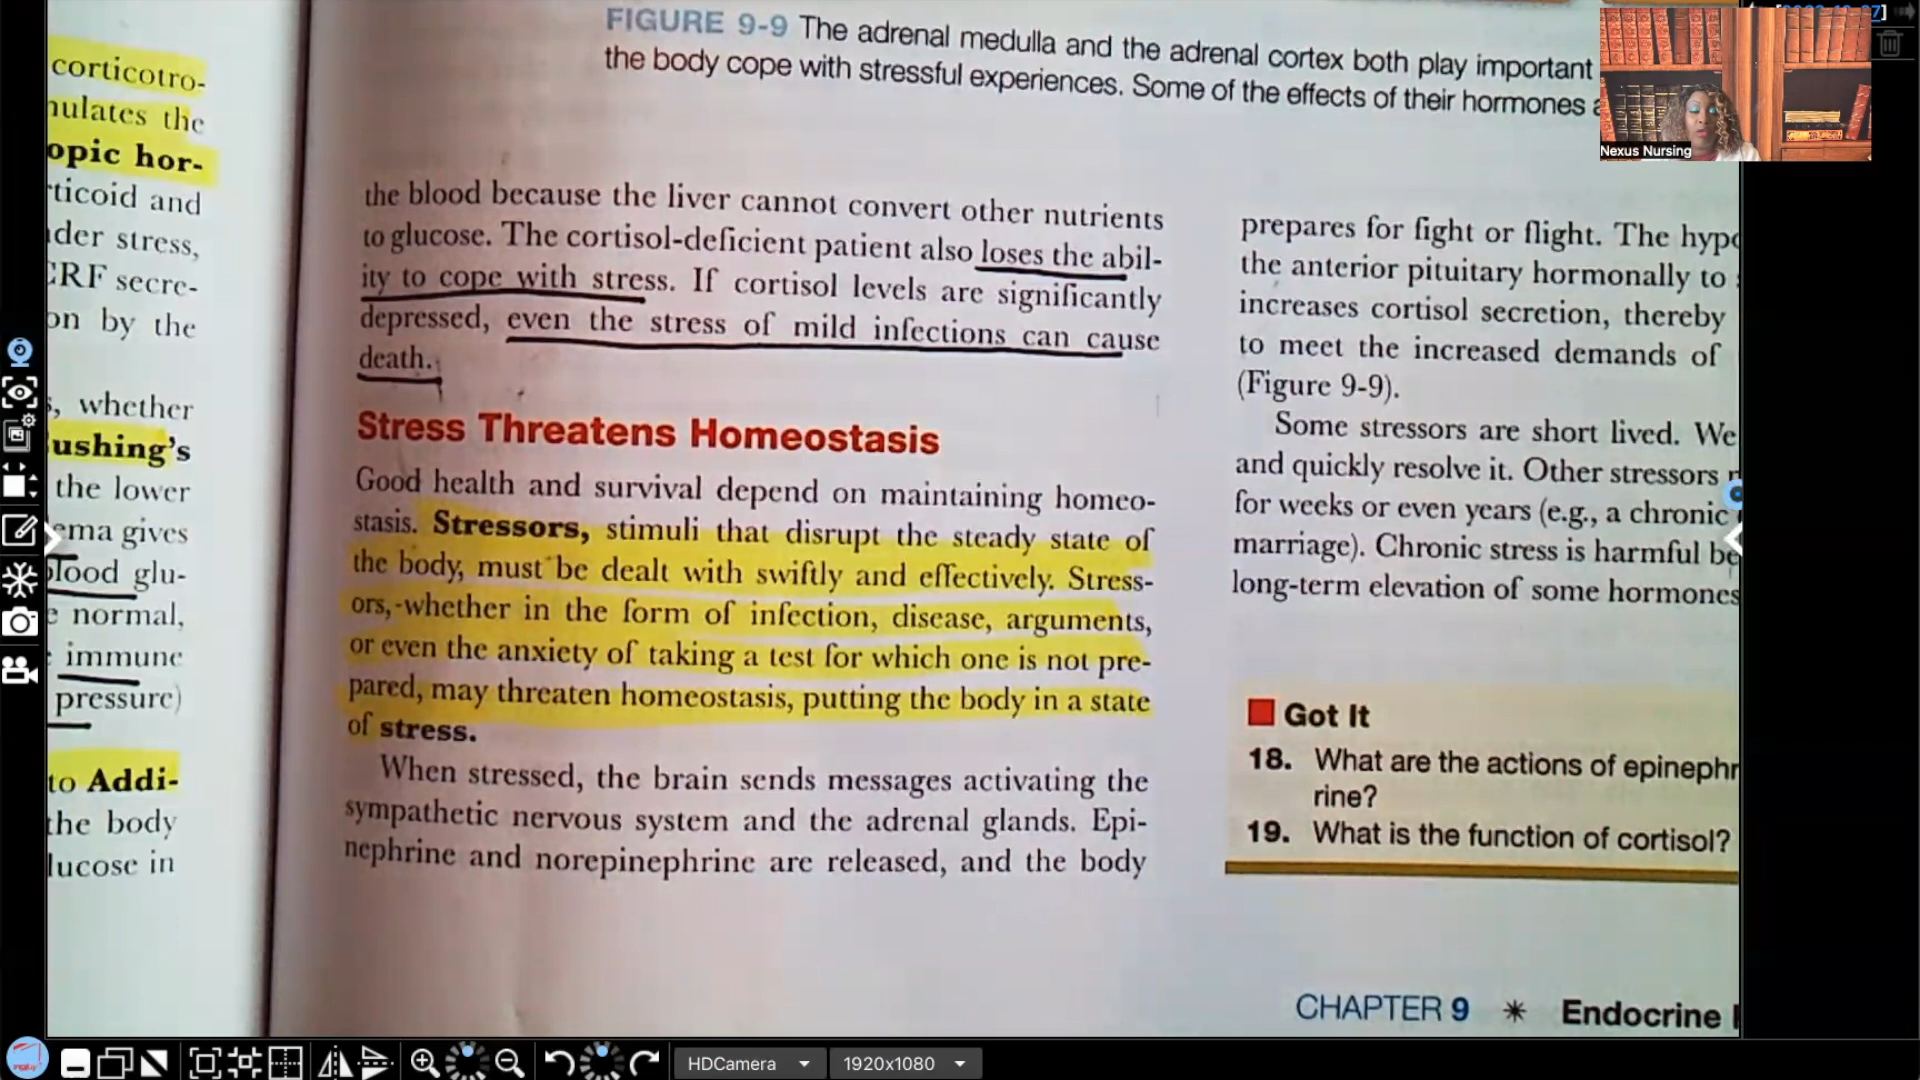 FIGURE 9-9 The adrenal medulla and the adrenal cortex both play important
the body cope with stressful experiences. Some of the effects of their hormones
corticotro-
nulates the
opic hor-
ticoid and
der stress,
CRF secre-
on by the
, whether
ushing's
the lower
ema gives
blood glu-
normal,
immune
pressure)
to Addi-
the body
lucose in
the blood because the liver cannot convert other nutrients
to glucose. The cortisol-deficient patient also loses the abil-
ity to cope with stress. If cortisol levels are significantly
depressed, even the stress of mild infections can cause
death.
Stress Threatens Homeostasis
Good health and survival depend on maintaining homeo-
stasis. Stressors, stimuli that disrupt the steady state of
the body, must be dealt with swiftly and effectively. Stress-
ors, whether in the form of infection, disease, arguments,
or even the anxiety of taking a test for which one is not pre-
pared, may threaten homeostasis, putting the body in a state
of stress.
When stressed, the brain sends messages activating the
sympathetic nervous system and the adrenal glands. Epi-
nephrine and norepinephrine are released, and the body
prepares for fight or flight. The hypo
the anterior pituitary hormonally to
increases cortisol secretion, thereby
to meet the increased demands of
(Figure 9-9).
Some stressors are short lived. We
and quickly resolve it. Other stressors
for weeks or even years (e.g., a chronic
marriage). Chronic stress is harmful be
long-term elevation of some hormones
Got It
18. What are the actions of epinephr
rine?
19. What is the function of cortisol?
CHAPTER 9 * Endocrine
Nexus Nursing
HDCamera
1920x1080